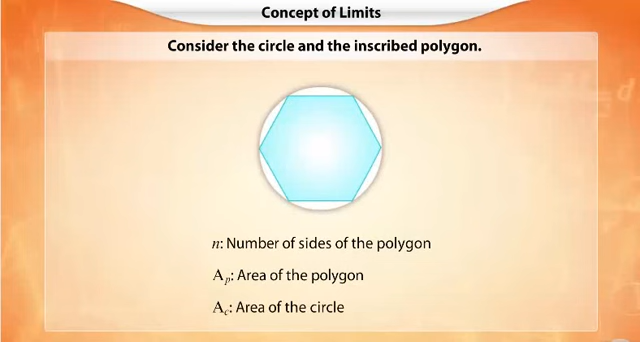 Concept of Limits
Consider the circle and the inscribed polygon.
n: Number of sides of the polygon
Aₚ: Area of the polygon
A꜀: Area of the circle